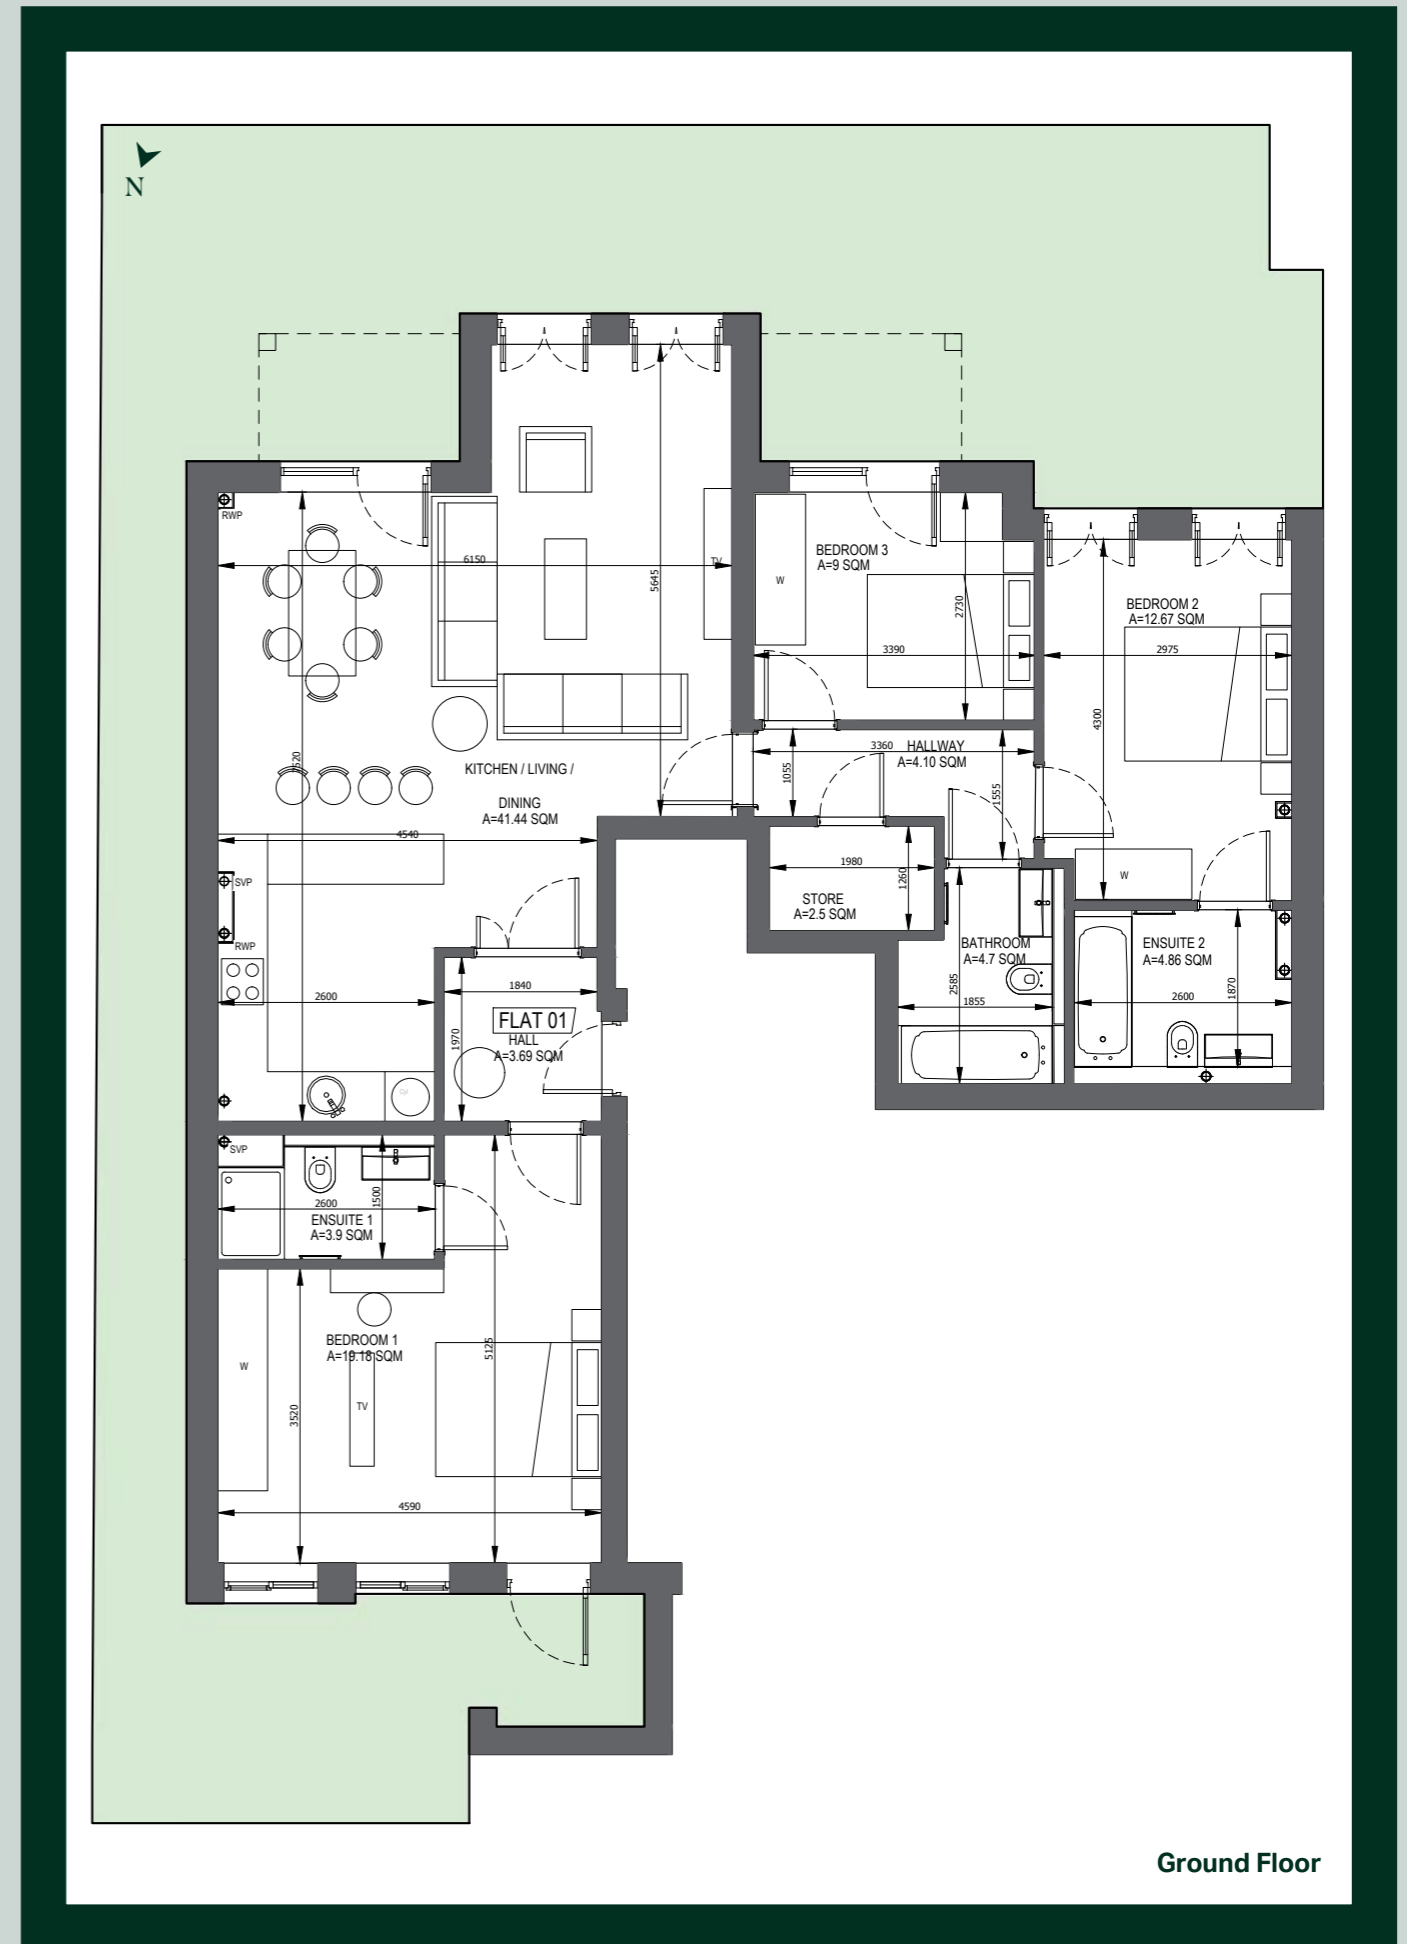 N
RWP
6150
5645
TV
W
BEDROOM 3
A=9 SQM
2730
3390
BEDROOM 2
A=12.67 SQM
2975
4300
KITCHEN / LIVING /
DINING
A=41.44 SQM
4540
3360
HALLWAY
A=4.10 SQM
1055
1555
1980
1260
STORE
A=2.5 SQM
W
SVP
RWP
2600
1840
1970
FLAT 01
HALL
A=3.69 SQM
BATHROOM
A=4.7 SQM
2585
1855
ENSUITE 2
A=4.86 SQM
2600
1870
SVP
2600
1500
ENSUITE 1
A=3.9 SQM
BEDROOM 1
A=19.18 SQM
W
TV
5125
3520
4590
Ground Floor